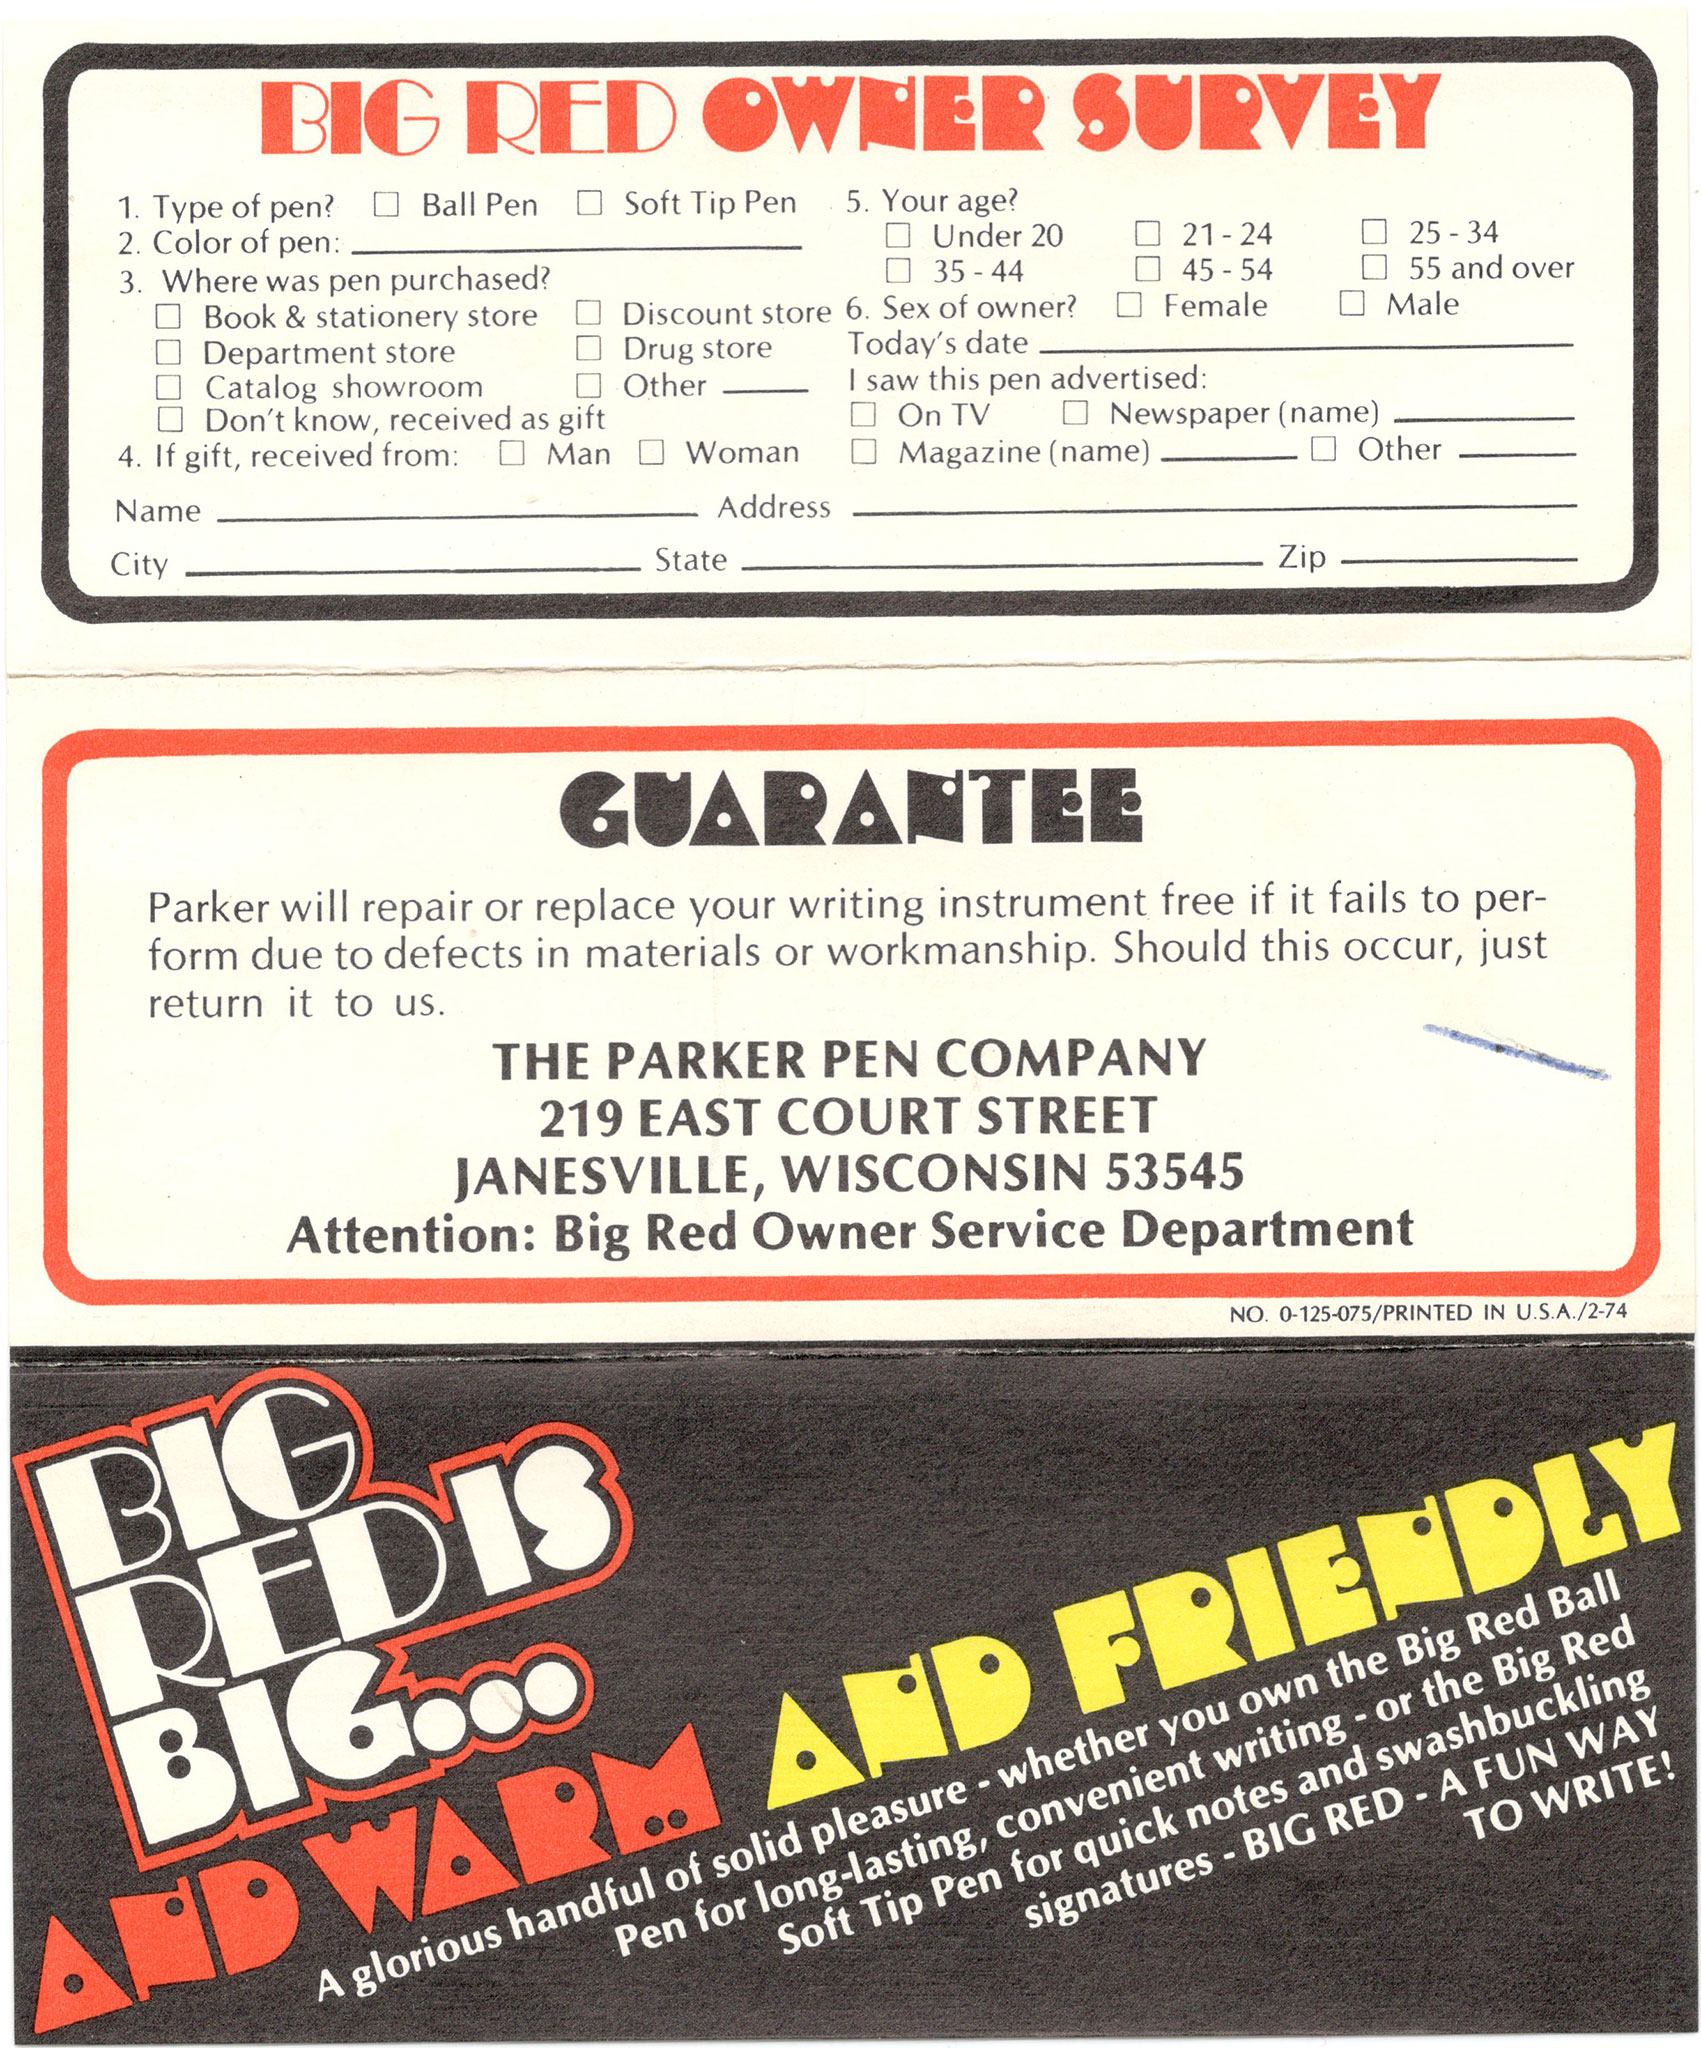 BIG RED OWNER SURVEY
1. Type of pen? □ Ball Pen □ Soft Tip Pen
2. Color of pen:
3. Where was pen purchased?
□ Book & stationery store □ Discount store
□ Department store □ Drug store
□ Catalog showroom □ Other
□ Don't know, received as gift
4. If gift, received from: □ Man □ Woman
5. Your age?
□ Under 20 □ 21 - 24 □ 25 - 34
□ 35 - 44 □ 45 - 54 □ 55 and over
6. Sex of owner? □ Female □ Male
Today's date
I saw this pen advertised:
□ On TV □ Newspaper (name)
□ Magazine (name) □ Other
Name Address
City State Zip
GUARANTEE
Parker will repair or replace your writing instrument free if it fails to per-
form due to defects in materials or workmanship. Should this occur, just
return it to us.
THE PARKER PEN COMPANY
219 EAST COURT STREET
JANESVILLE, WISCONSIN 53545
Attention: Big Red Owner Service Department
NO. 0-125-075/PRINTED IN U.S.A./2-74
BIG
RED IS
BIG...
AND WARM
AND FRIENDLY
A glorious handful of solid pleasure - whether you own the Big Red Ball
Pen for long-lasting, convenient writing - or the Big Red
Soft Tip Pen for quick notes and swashbuckling
signatures - BIG RED - A FUN WAY
TO WRITE!